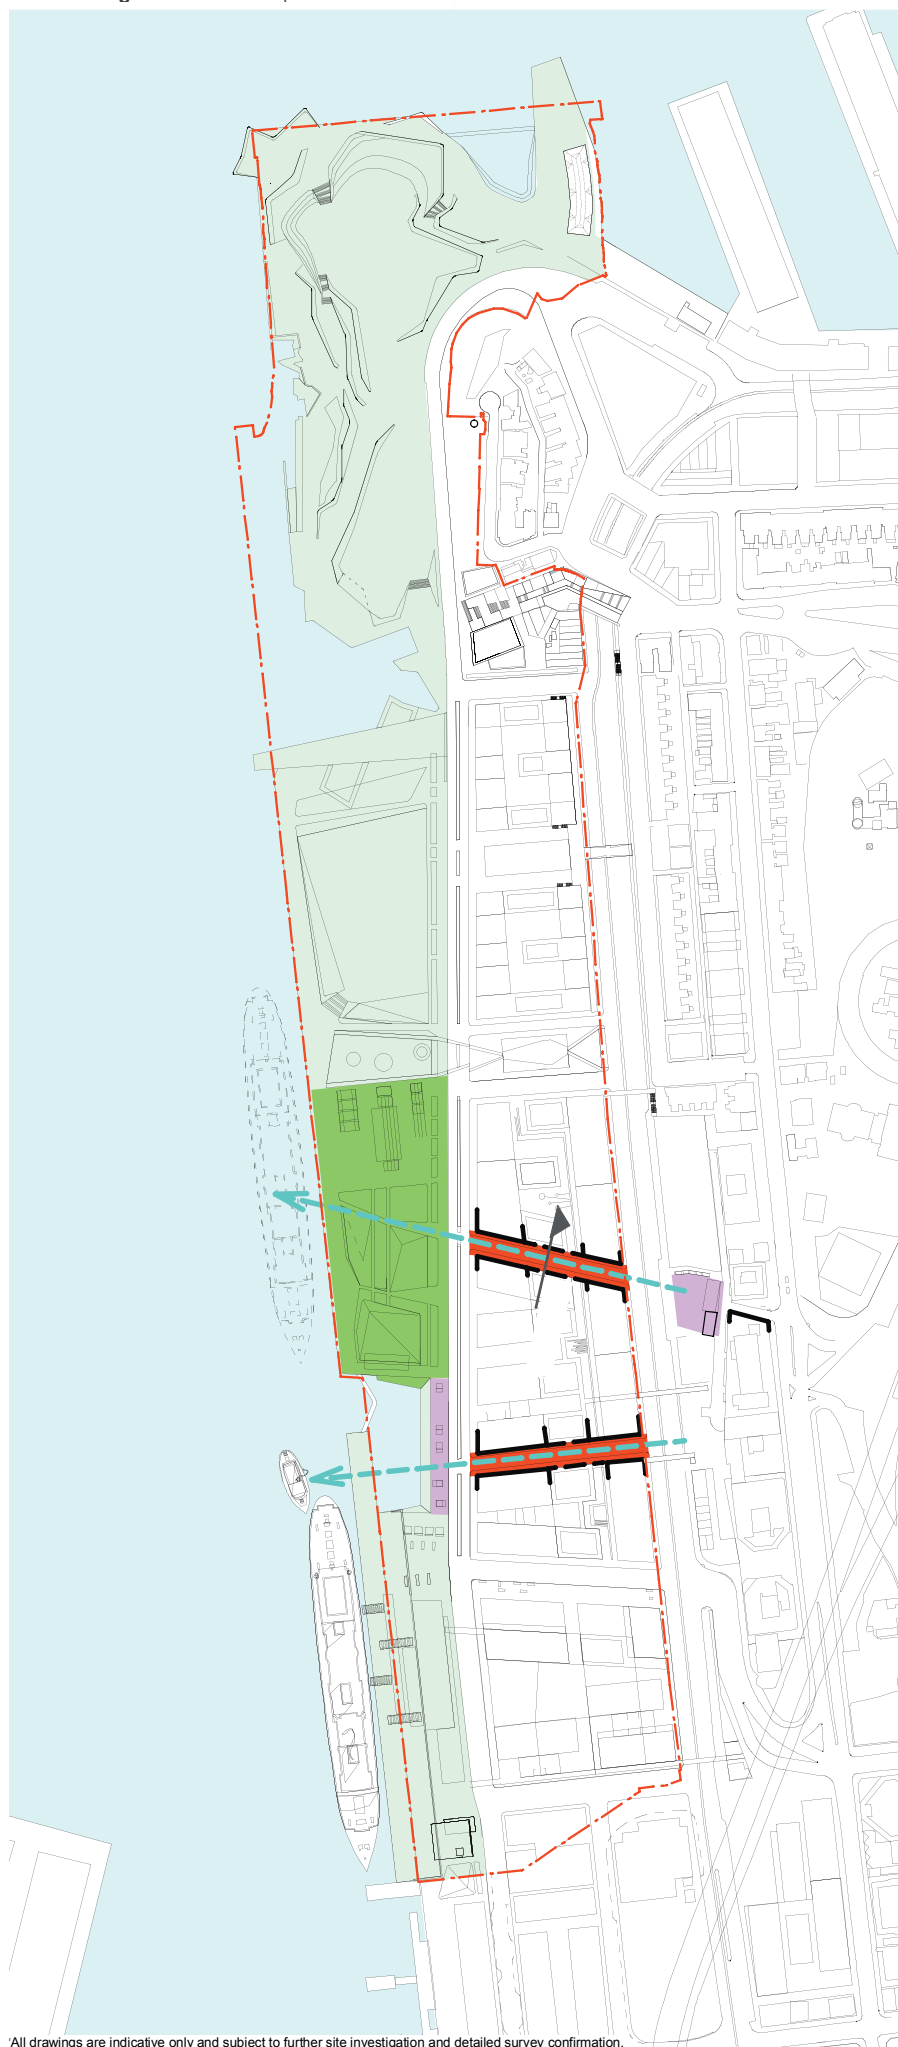 'All drawings are indicative only and subject to further site investigation and detailed survey confirmation.